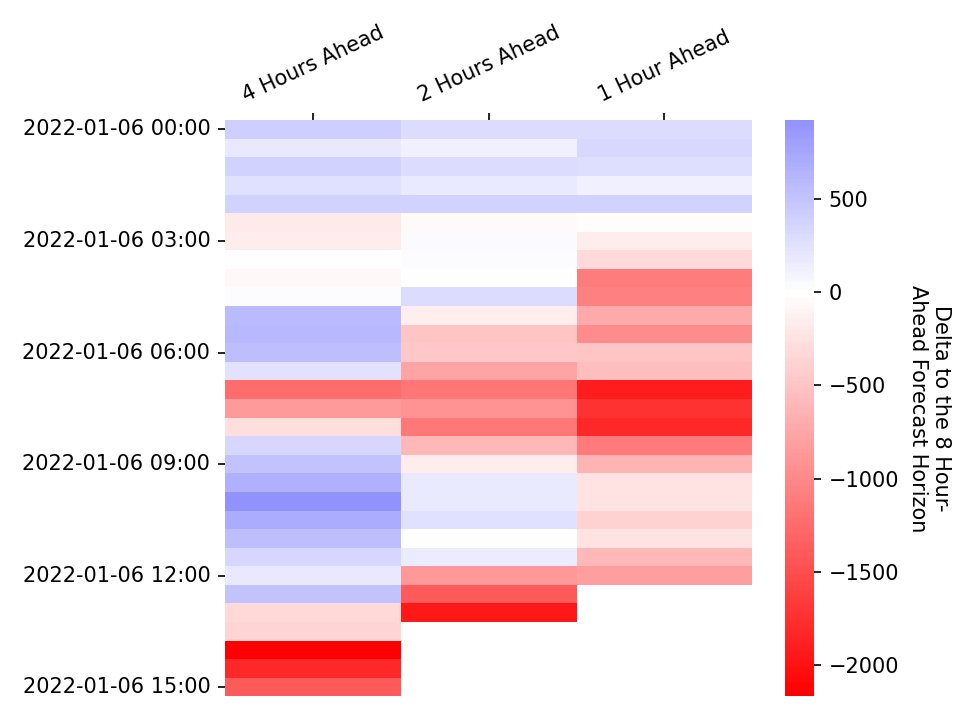 4 Hours Ahead
2 Hours Ahead
1 Hour Ahead
2022-01-06 00:00
2022-01-06 03:00
2022-01-06 06:00
2022-01-06 09:00
2022-01-06 12:00
2022-01-06 15:00
500
0
−500
−1000
−1500
−2000
Delta to the 8 Hour-
Ahead Forecast Horizon